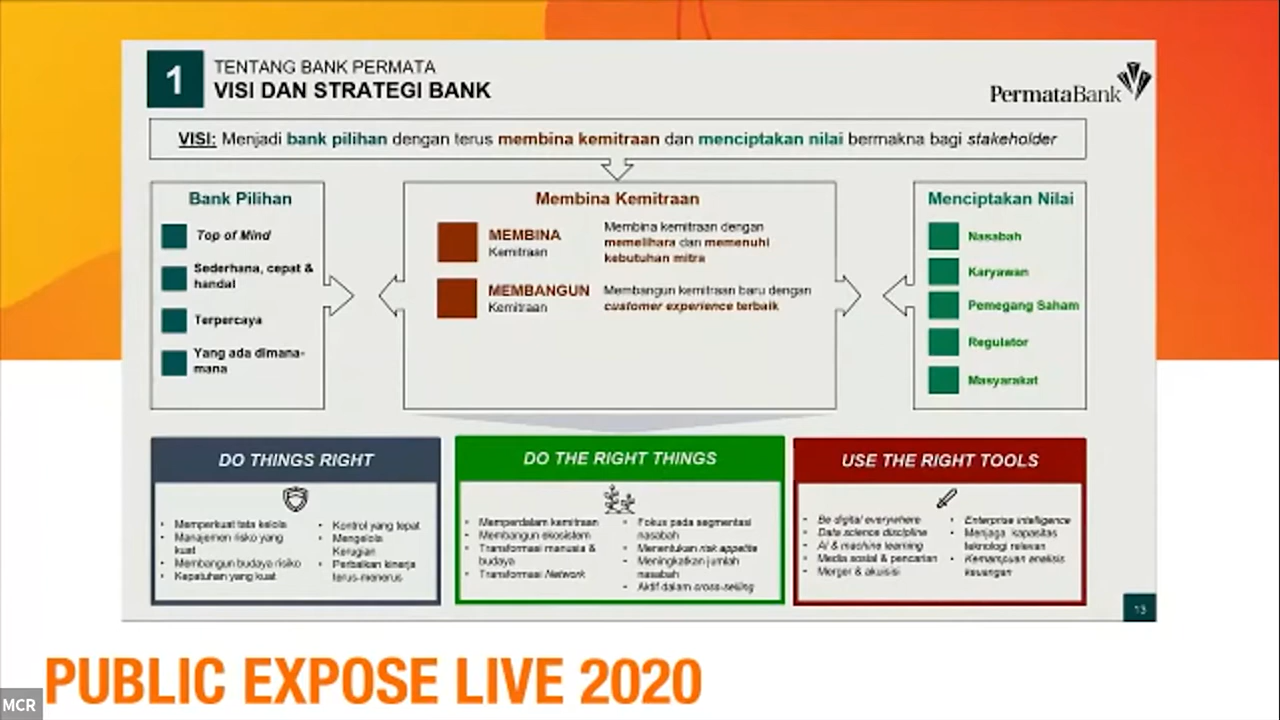 1
TENTANG BANK PERMATA
VISI DAN STRATEGI BANK
PermataBank
VISI: Menjadi bank pilihan dengan terus membina kemitraan dan menciptakan nilai bermakna bagi stakeholder
Bank Pilihan
Top of Mind
Sederhana, cepat &
handal
Terpercaya
Yang ada dimana-
mana
Membina Kemitraan
MEMBINA
Kemitraan
Membina kemitraan dengan
memelihara dan memenuhi
kebutuhan mitra
MEMBANGUN
Kemitraan
Membangun kemitraan baru dengan
customer experience terbaik
Menciptakan Nilai
Nasabah
Karyawan
Pemegang Saham
Regulator
Masyarakat
DO THINGS RIGHT
• Memperkuat tata kelola
• Manajemen risiko yang
kuat
• Membangun budaya risiko
• Kepatuhan yang kuat
• Kontrol yang tepat
• Mengelola
Kerugian
• Perbaikan kinerja
terus-menerus
DO THE RIGHT THINGS
• Memperdalam kemitraan
• Membangun ekosistem
• Transformasi manusia &
budaya
• Transformasi Network
• Fokus pada segmentasi
nasabah
• Menentukan risk appetite
• Meningkatkan jumlah
nasabah
• Aktif dalam cross-selling
USE THE RIGHT TOOLS
• Be digital everywhere
• Data science discipline
• AI & machine learning
• Media sosial & pencarian
• Merger & akuisisi
• Enterprise intelligence
• Menjaga kapasitas
teknologi relevan
• Kemampuan analisis
keuangan
13
PUBLIC EXPOSE LIVE 2020
MCR